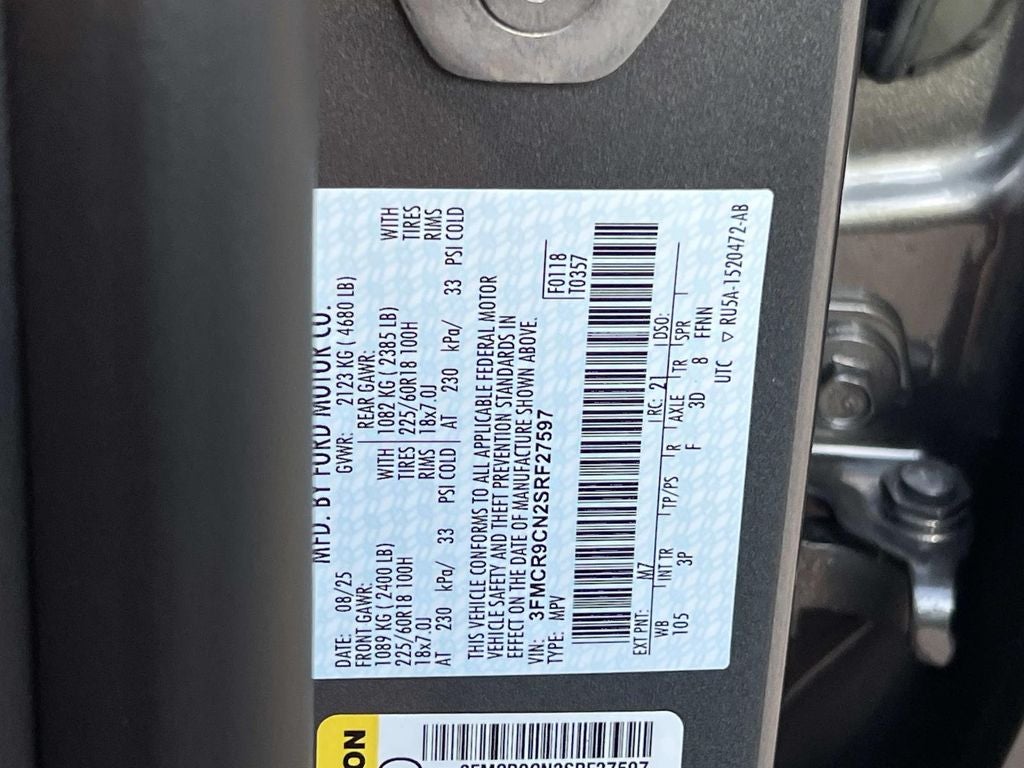 MFD. BY FORD MOTOR CO.
DATE: 08/25 GVWR: 2123 KG ( 4680 LB)
FRONT GAWR: REAR GAWR:
1089 KG ( 2400 LB) WITH 1082 KG ( 2385 LB) WITH
225/60R18 100H TIRES 225/60R18 100H TIRES
18x7.0J RIMS 18x7.0J RIMS
AT 230 kPa/ 33 PSI COLD AT 230 kPa/ 33 PSI COLD
THIS VEHICLE CONFORMS TO ALL APPLICABLE FEDERAL MOTOR
VEHICLE SAFETY AND THEFT PREVENTION STANDARDS IN
EFFECT ON THE DATE OF MANUFACTURE SHOWN ABOVE.
VIN: 3FMCR9CN2SRF27597 F0118
TYPE: MPV T0357
EXT PNT: M7 RC: 21 DSO:
WB INT TR TP/PS R AXLE TR SPR
105 3P F 3D 8 FFNN
UTC ▽ RU5A-1520472-AB
ON
3FMCR9CN2SRF27597